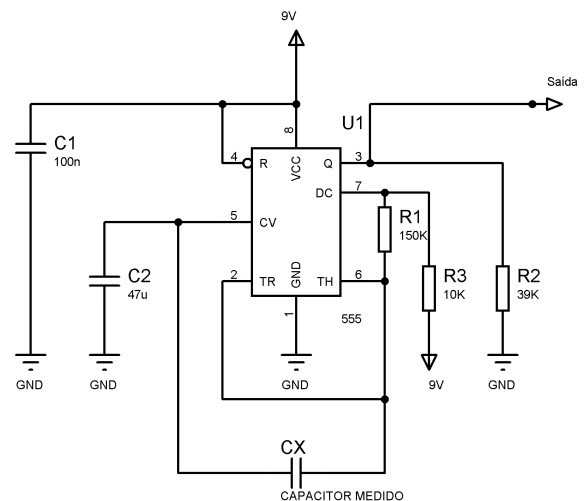 9V
Saída
U1
C1
100n
8
VCC
4
R
Q
3
DC
7
R1
150K
5
CV
C2
47u
2
TR
GND
TH
6
R3
10K
R2
39K
1
555
GND
GND
GND
9V
GND
CX
CAPACITOR MEDIDO